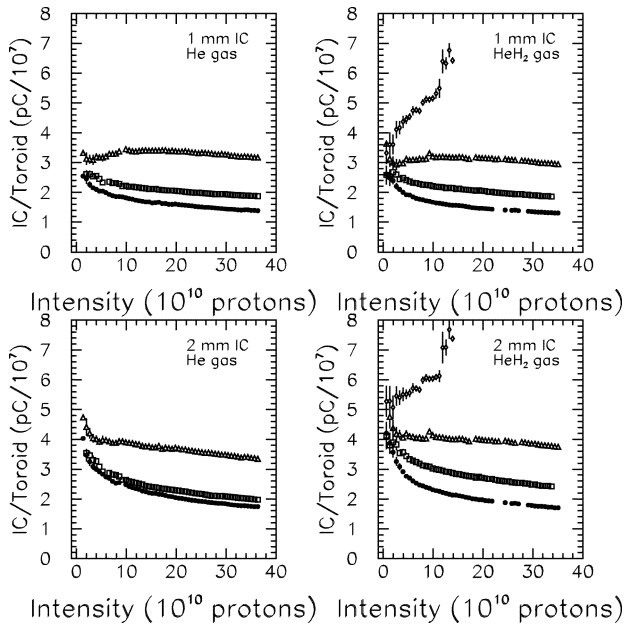 8
7
6
5
4
3
2
1
0
IC/Toroid (pC/10⁷)
1 mm IC
He gas
0 10 20 30 40
Intensity (10¹⁰ protons)
8
7
6
5
4
3
2
1
0
IC/Toroid (pC/10⁷)
1 mm IC
HeH₂ gas
0 10 20 30 40
Intensity (10¹⁰ protons)
8
7
6
5
4
3
2
1
0
IC/Toroid (pC/10⁷)
2 mm IC
He gas
0 10 20 30 40
Intensity (10¹⁰ protons)
8
7
6
5
4
3
2
1
0
IC/Toroid (pC/10⁷)
2 mm IC
HeH₂ gas
0 10 20 30 40
Intensity (10¹⁰ protons)